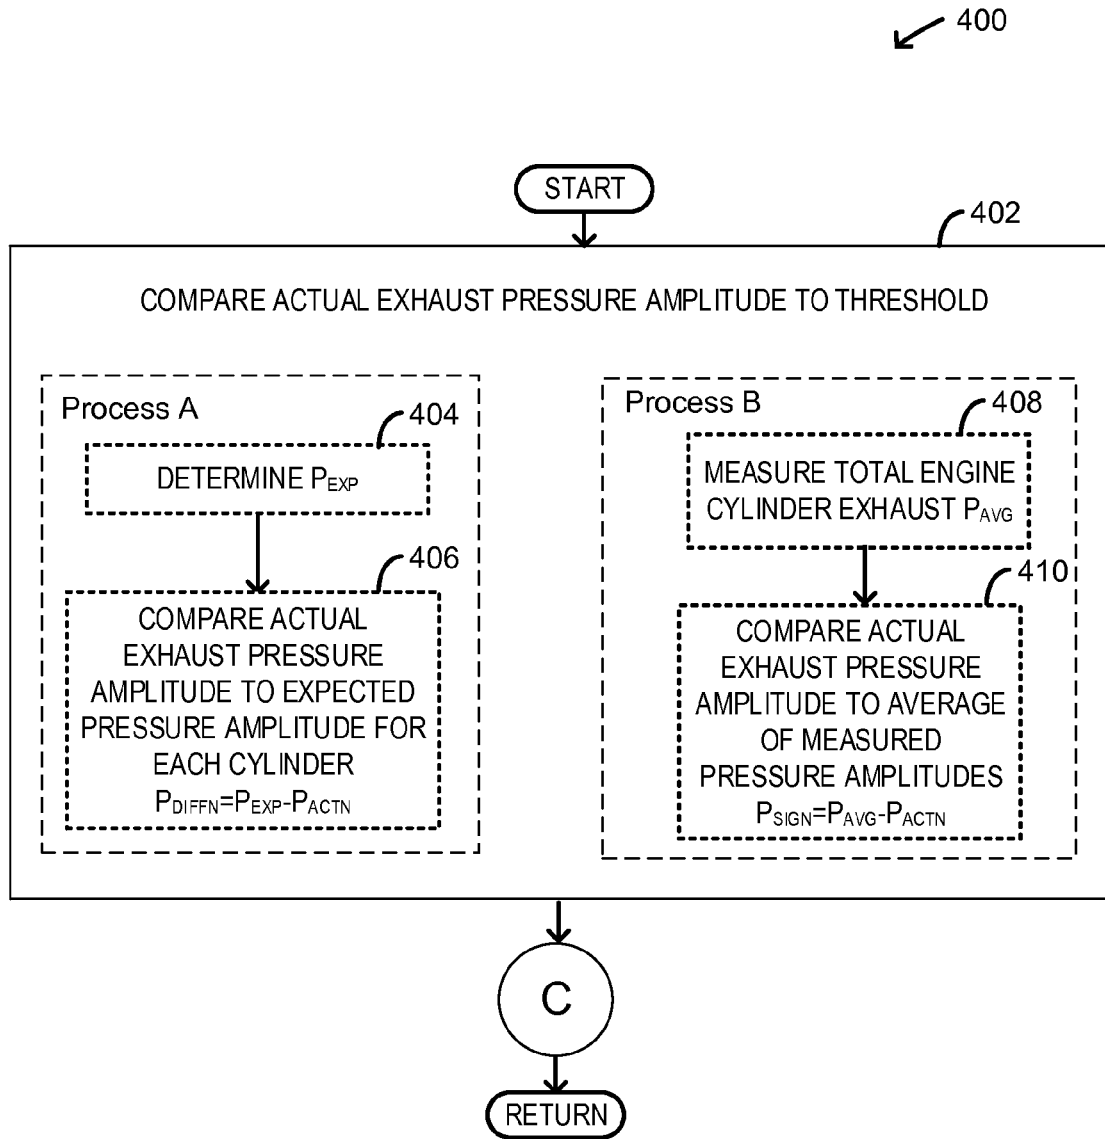 400
START
402
COMPARE ACTUAL EXHAUST PRESSURE AMPLITUDE TO THRESHOLD
Process A
404
DETERMINE PEXP
406
COMPARE ACTUAL
EXHAUST PRESSURE
AMPLITUDE TO EXPECTED
PRESSURE AMPLITUDE FOR
EACH CYLINDER
PDIFFN=PEXP-PACTN
Process B
408
MEASURE TOTAL ENGINE
CYLINDER EXHAUST PAVG
410
COMPARE ACTUAL
EXHAUST PRESSURE
AMPLITUDE TO AVERAGE
OF MEASURED
PRESSURE AMPLITUDES
PSIGN=PAVG-PACTN
C
RETURN